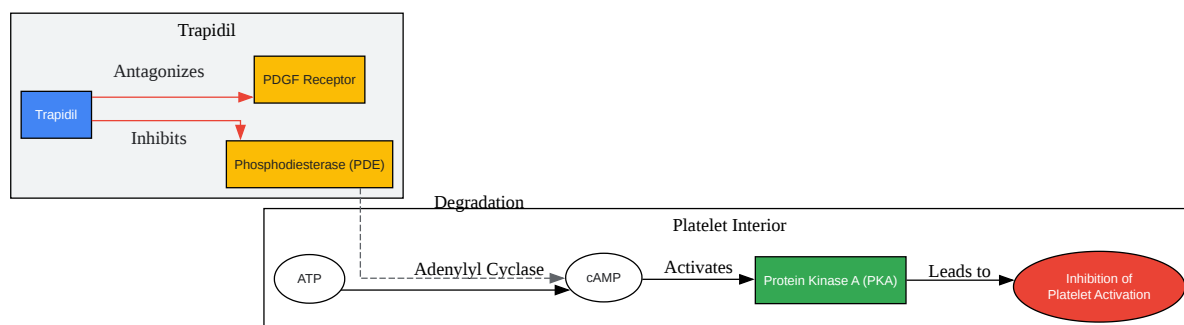 Trapidil
Antagonizes
PDGF Receptor
Trapidil
Inhibits
Phosphodiesterase (PDE)
Degradation
Platelet Interior
ATP
Adenylyl Cyclase
cAMP
Activates
Protein Kinase A (PKA)
Leads to
Inhibition of
Platelet Activation